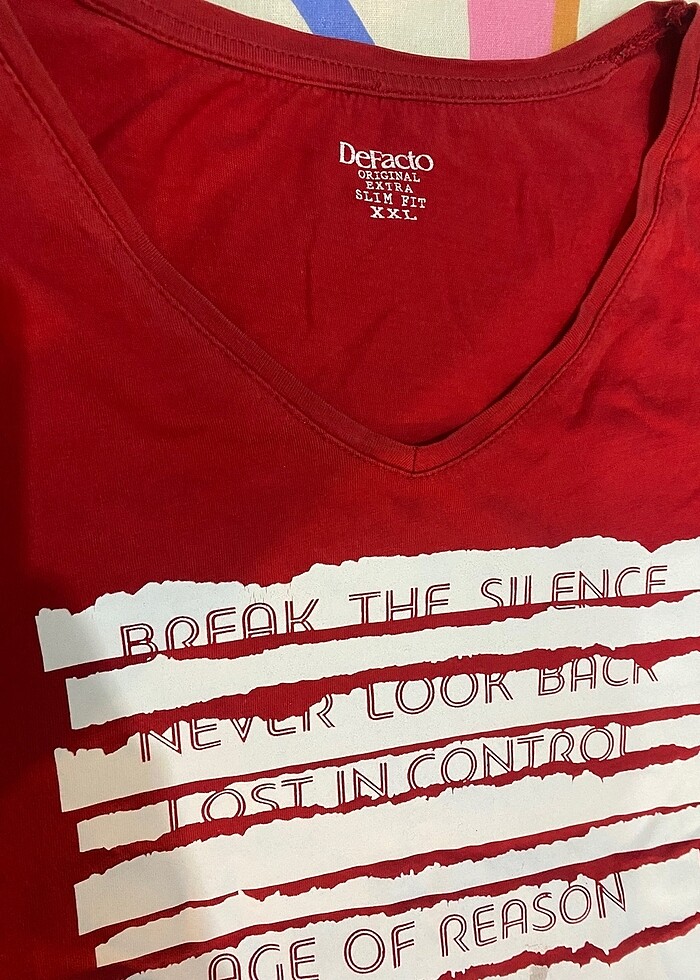 DeFacto
ORIGINAL
EXTRA
SLIM FIT
XXL
BREAK THE SILENCE
NEVER LOOK BACK
LOST IN CONTROL
AGE OF REASON